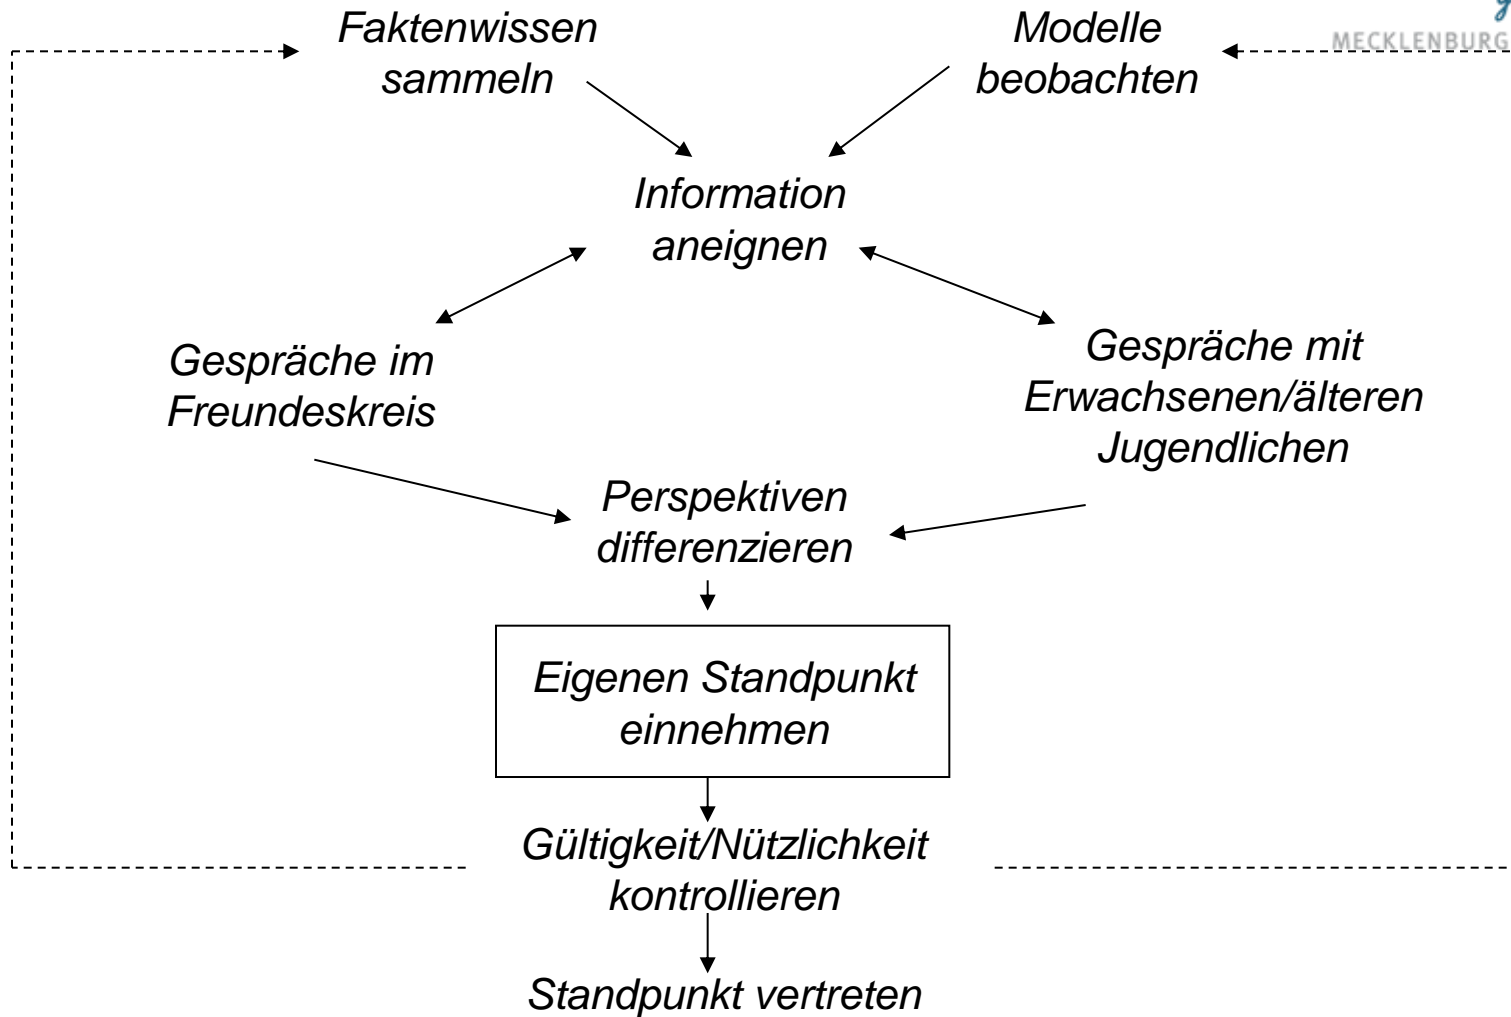 Faktenwissen
sammeln
Modelle
beobachten
MECKLENBURG
Information
aneignen
Gespräche im
Freundeskreis
Gespräche mit
Erwachsenen/älteren
Jugendlichen
Perspektiven
differenzieren
Eigenen Standpunkt
einnehmen
Gültigkeit/Nützlichkeit
kontrollieren
Standpunkt vertreten